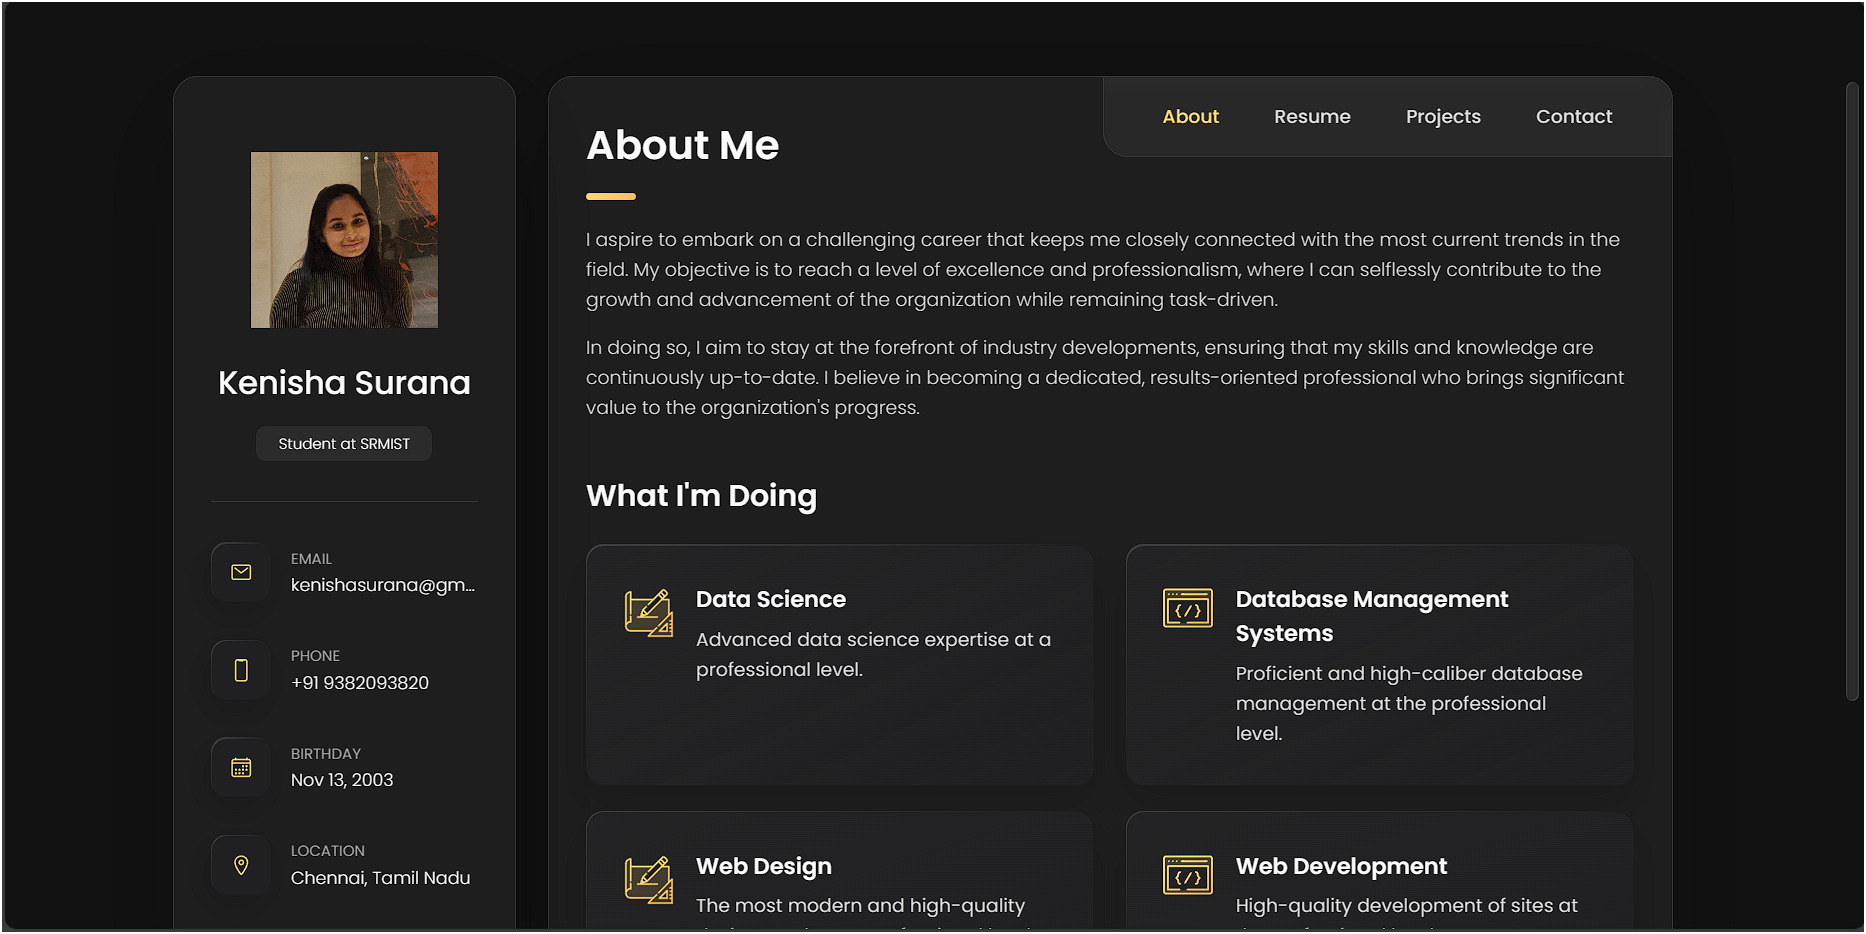 Kenisha Surana
Student at SRMIST
EMAIL
kenishasurana@gm...
PHONE
+91 9382093820
BIRTHDAY
Nov 13, 2003
LOCATION
Chennai, Tamil Nadu
About Resume Projects Contact
About Me
I aspire to embark on a challenging career that keeps me closely connected with the most current trends in the
field. My objective is to reach a level of excellence and professionalism, where I can selflessly contribute to the
growth and advancement of the organization while remaining task-driven.
In doing so, I aim to stay at the forefront of industry developments, ensuring that my skills and knowledge are
continuously up-to-date. I believe in becoming a dedicated, results-oriented professional who brings significant
value to the organization's progress.
What I'm Doing
Data Science
Advanced data science expertise at a
professional level.
Database Management
Systems
Proficient and high-caliber database
management at the professional
level.
Web Design
The most modern and high-quality
Web Development
High-quality development of sites at